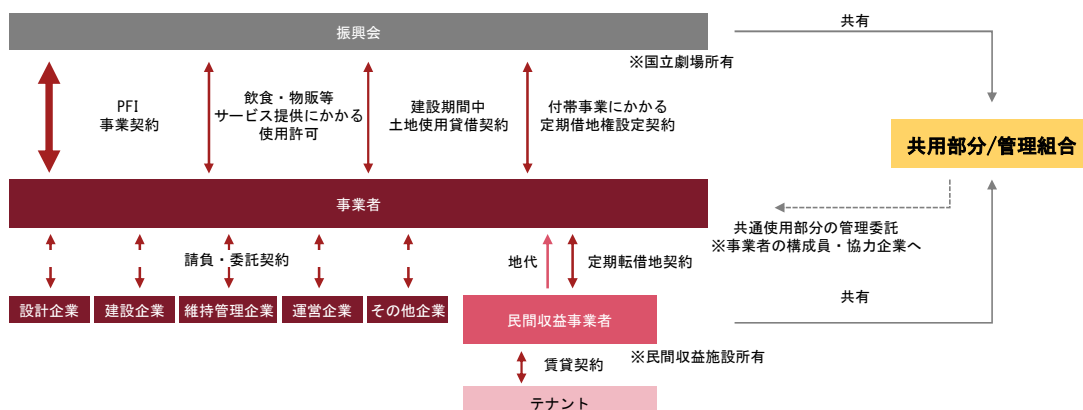 振興会
共有
※国立劇場所有
PFI
事業契約
飲食・物販等
サービス提供にかかる
使用許可
建設期間中
土地使用貸借契約
付帯事業にかかる
定期借地権設定契約
共用部分/管理組合
事業者
共通使用部分の管理委託
※事業者の構成員・協力企業へ
請負・委託契約
地代
定期転借地契約
設計企業
建設企業
維持管理企業
運営企業
その他企業
民間収益事業者
共有
※民間収益施設所有
賃貸契約
テナント